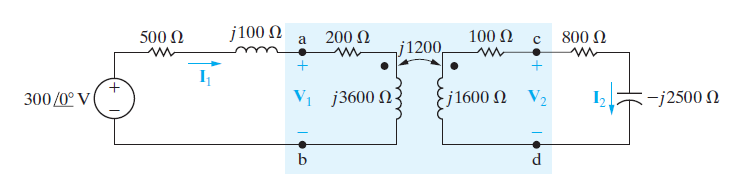 500 Ω
j100 Ω
a
200 Ω
j1200
100 Ω
c
800 Ω
+
+
I₁
300 /0° V
+
V₁
j3600 Ω
j1600 Ω
V₂
I₂
−j2500 Ω
−
−
−
b
d